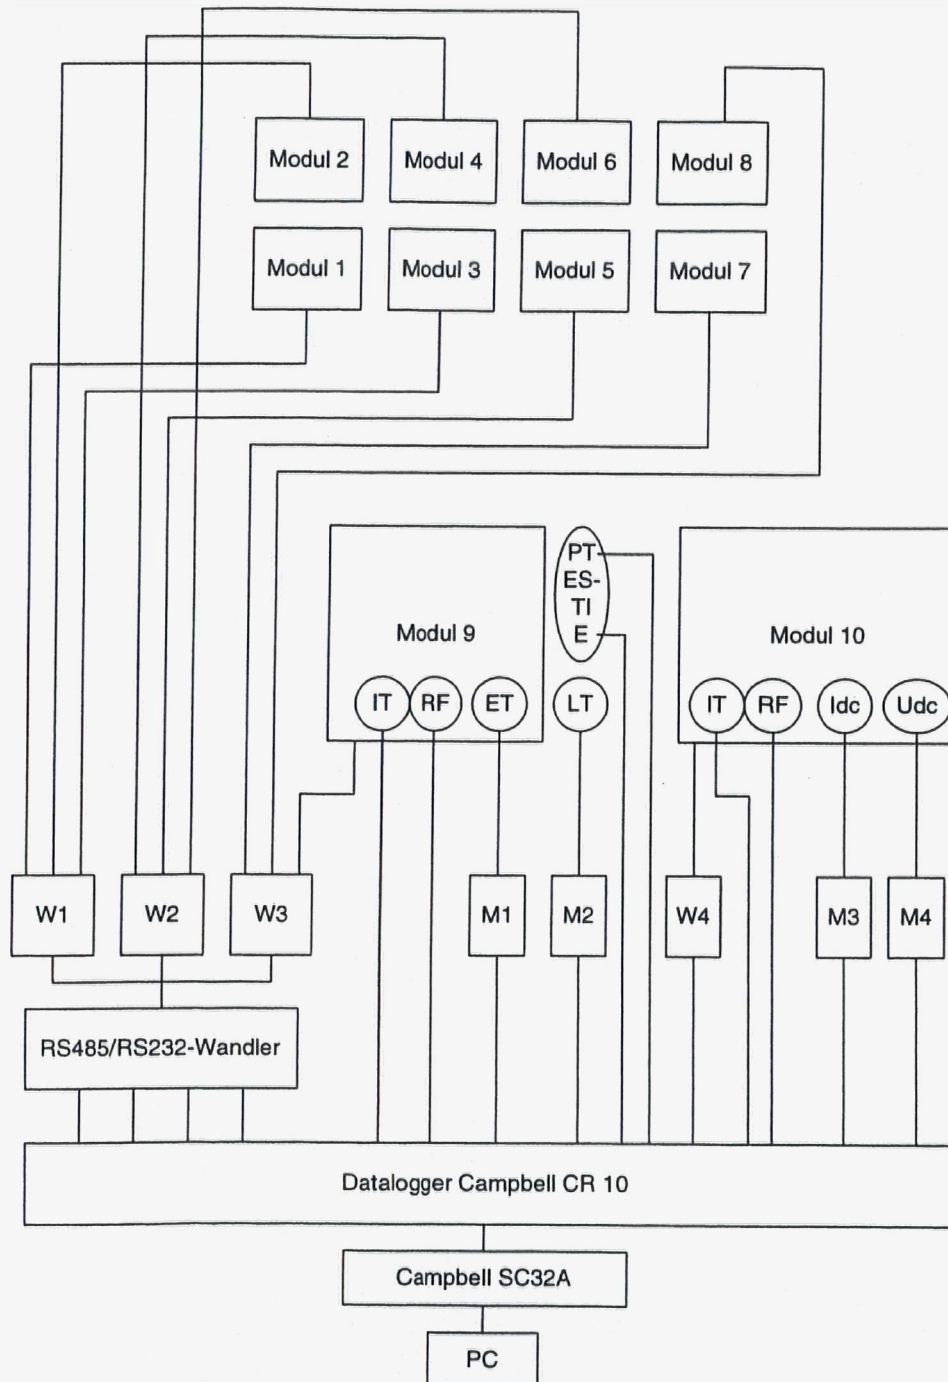 Modul 2
Modul 4
Modul 6
Modul 8
Modul 1
Modul 3
Modul 5
Modul 7
PT
ES-
TI
E
Modul 9
Modul 10
IT
RF
ET
LT
IT
RF
Idc
Udc
W1
W2
W3
M1
M2
W4
M3
M4
RS485/RS232-Wandler
Datalogger Campbell CR 10
Campbell SC32A
PC